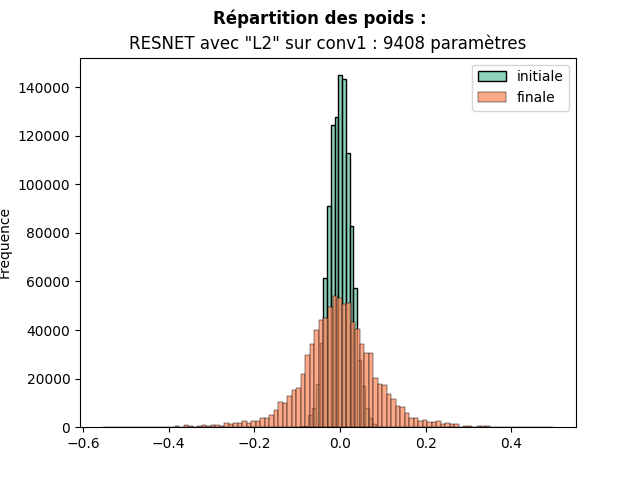 Répartition des poids :
RESNET avec "L2" sur conv1 : 9408 paramètres
initiale
finale
140000
120000
100000
80000
60000
40000
20000
0
Fréquence
−0.6 −0.4 −0.2 0.0 0.2 0.4